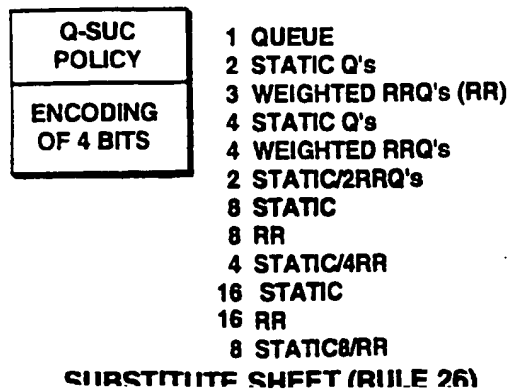 Q-SUC
POLICY
ENCODING
OF 4 BITS
1 QUEUE
2 STATIC Q's
3 WEIGHTED RRQ's (RR)
4 STATIC Q's
4 WEIGHTED RRQ's
2 STATIC/2RRQ's
8 STATIC
8 RR
4 STATIC/4RR
16 STATIC
16 RR
8 STATIC8/RR
SUBSTITUTE SHEET (RULE 26)